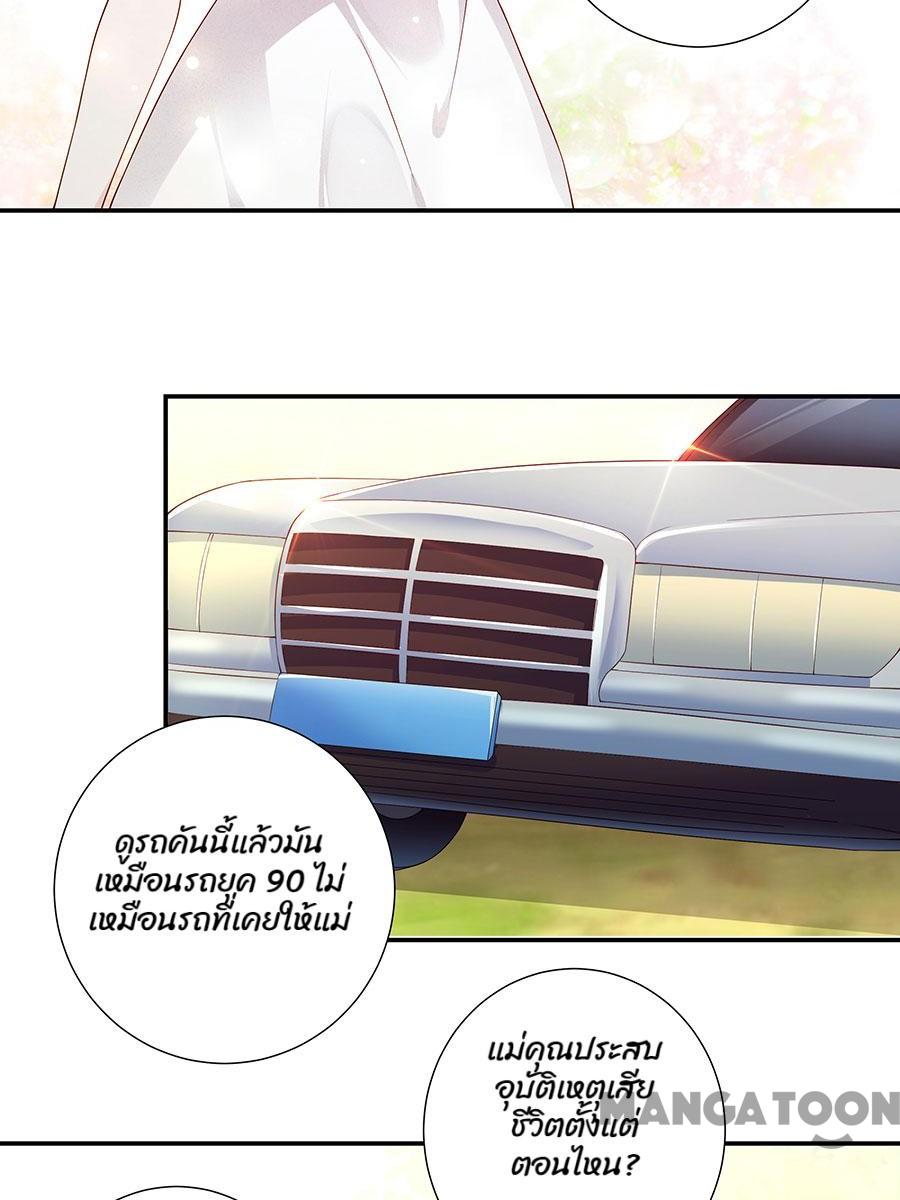 ดูรถคันนี้แล้วมัน
เหมือนรถยุค 90 ไม่
เหมือนรถที่เคยให้แม่
แม่คุณประสบ
อุบัติเหตุเสีย
ชีวิตตั้งแต่
ตอนไหน?
MANGATOON